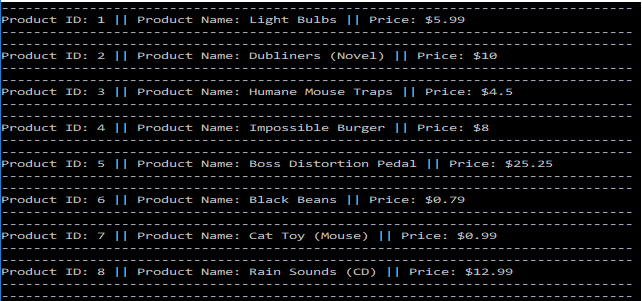 Product ID: 1 || Product Name: Light Bulbs || Price: $5.99
Product ID: 2 || Product Name: Dubliners (Novel) || Price: $10
Product ID: 3 || Product Name: Humane Mouse Traps || Price: $4.5
Product ID: 4 || Product Name: Impossible Burger || Price: $8
Product ID: 5 || Product Name: Boss Distortion Pedal || Price: $25.25
Product ID: 6 || Product Name: Black Beans || Price: $0.79
Product ID: 7 || Product Name: Cat Toy (Mouse) || Price: $0.99
Product ID: 8 || Product Name: Rain Sounds (CD) || Price: $12.99